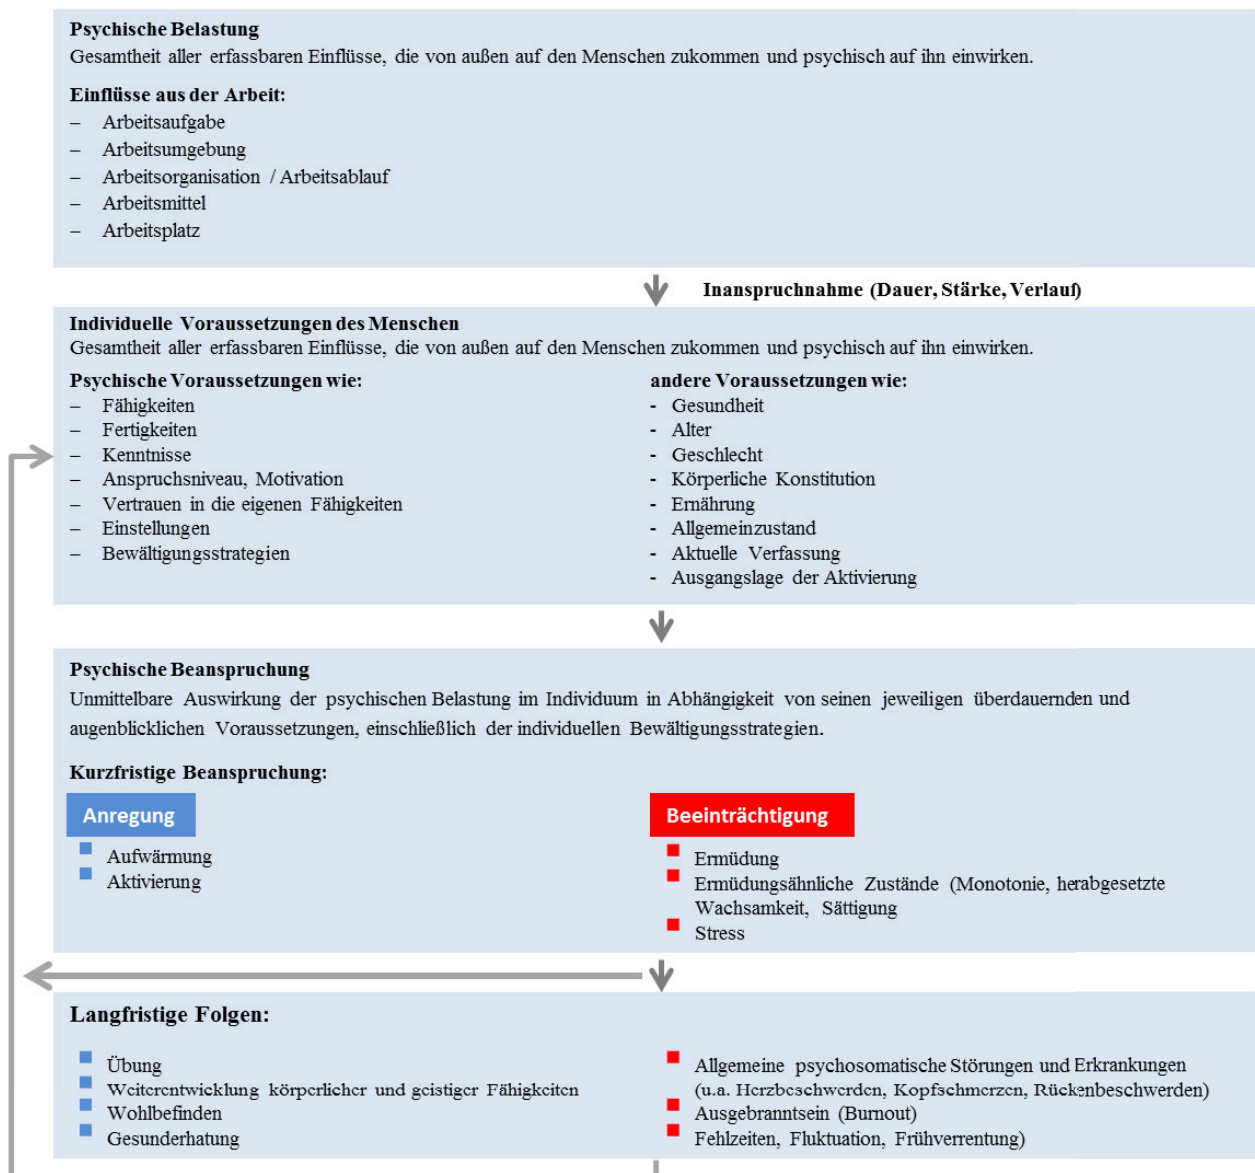 Psychische Belastung
Gesamtheit aller erfassbaren Einflüsse, die von außen auf den Menschen zukommen und psychisch auf ihn einwirken.
Einflüsse aus der Arbeit:
– Arbeitsaufgabe
– Arbeitsumgebung
– Arbeitsorganisation / Arbeitsablauf
– Arbeitsmittel
– Arbeitsplatz
Inanspruchnahme (Dauer, Stärke, Verlauf)
Individuelle Voraussetzungen des Menschen
Gesamtheit aller erfassbaren Einflüsse, die von außen auf den Menschen zukommen und psychisch auf ihn einwirken.
Psychische Voraussetzungen wie:
– Fähigkeiten
– Fertigkeiten
– Kenntnisse
– Anspruchsniveau, Motivation
– Vertrauen in die eigenen Fähigkeiten
– Einstellungen
– Bewältigungsstrategien
andere Voraussetzungen wie:
- Gesundheit
- Alter
- Geschlecht
- Körperliche Konstitution
- Ernährung
- Allgemeinzustand
- Aktuelle Verfassung
- Ausgangslage der Aktivierung
Psychische Beanspruchung
Unmittelbare Auswirkung der psychischen Belastung im Individuum in Abhängigkeit von seinen jeweiligen überdauernden und
augenblicklichen Voraussetzungen, einschließlich der individuellen Bewältigungsstrategien.
Kurzfristige Beanspruchung:
Anregung
Aufwärmung
Aktivierung
Beeinträchtigung
Ermüdung
Ermüdungsähnliche Zustände (Monotonie, herabgesetzte
Wachsamkeit, Sättigung
Stress
Langfristige Folgen:
Übung
Weiterentwicklung körperlicher und geistiger Fähigkeiten
Wohlbefinden
Gesunderhatung
Allgemeine psychosomatische Störungen und Erkrankungen
(u.a. Herzbeschwerden, Kopfschmerzen, Rückenbeschwerden)
Ausgebranntsein (Burnout)
Fehlzeiten, Fluktuation, Frühverrentung)